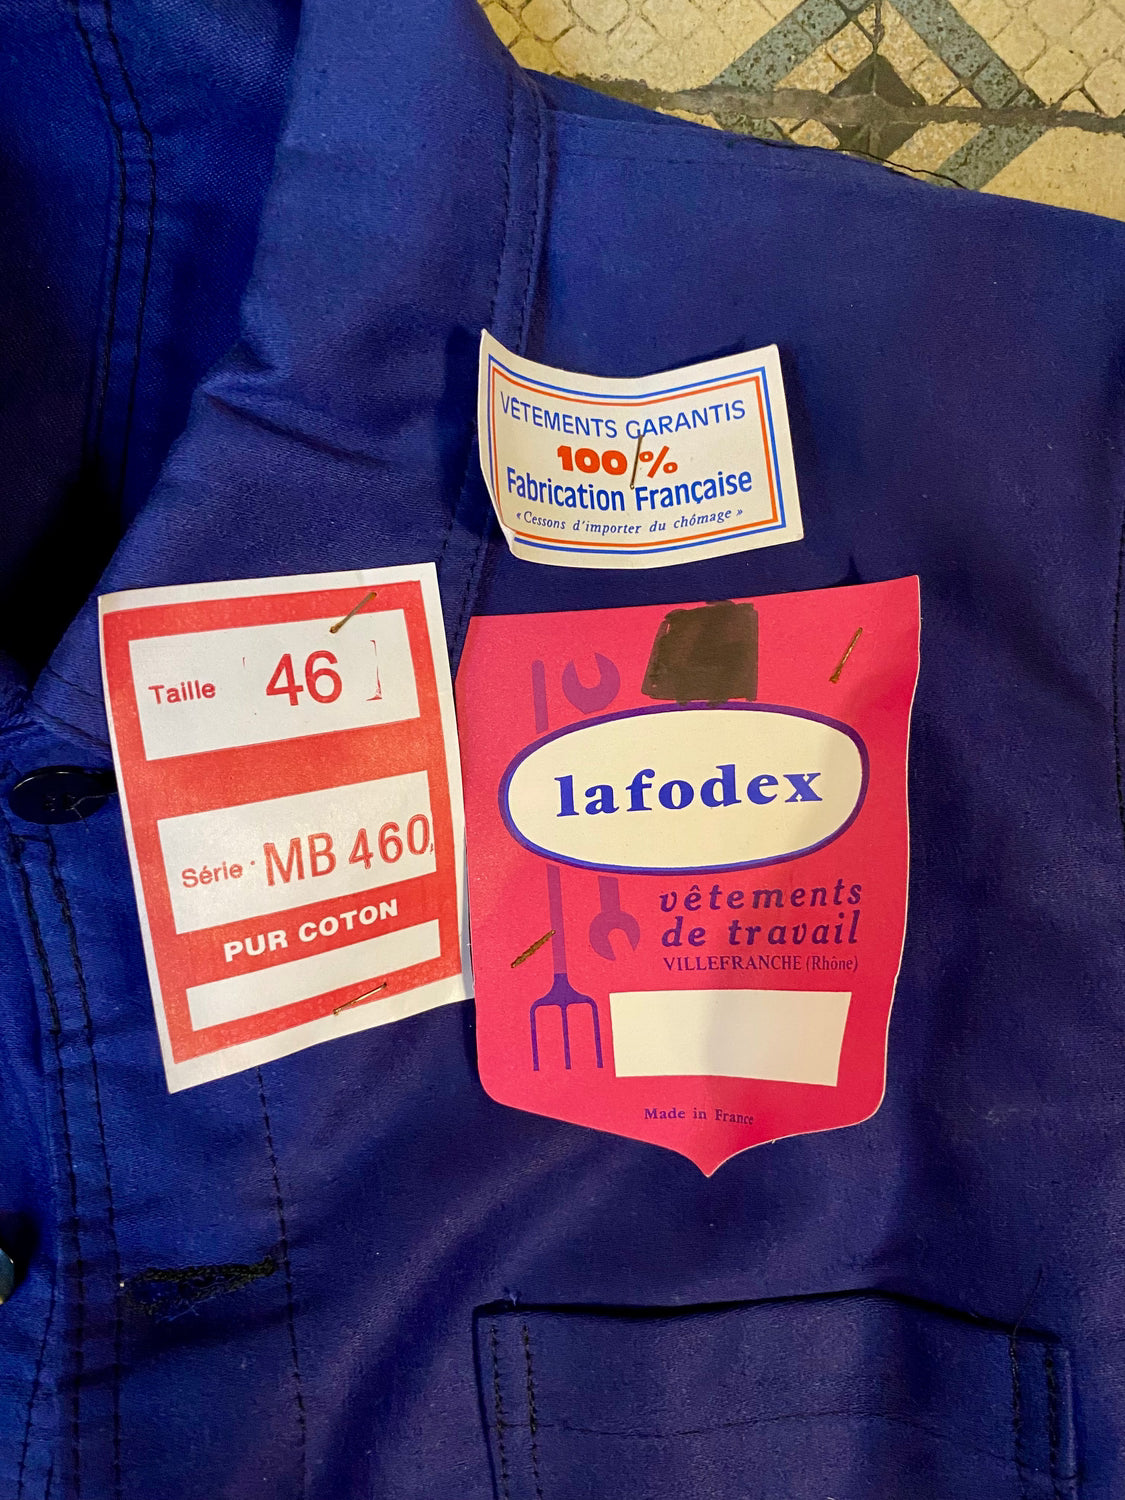 VÊTEMENTS GARANTIS
100 %
Fabrication Française
« Cessons d'importer du chômage »
Taille 46
Série MB 460
PUR COTON
lafodex
vêtements
de travail
VILLEFRANCHE (Rhône)
Made in France